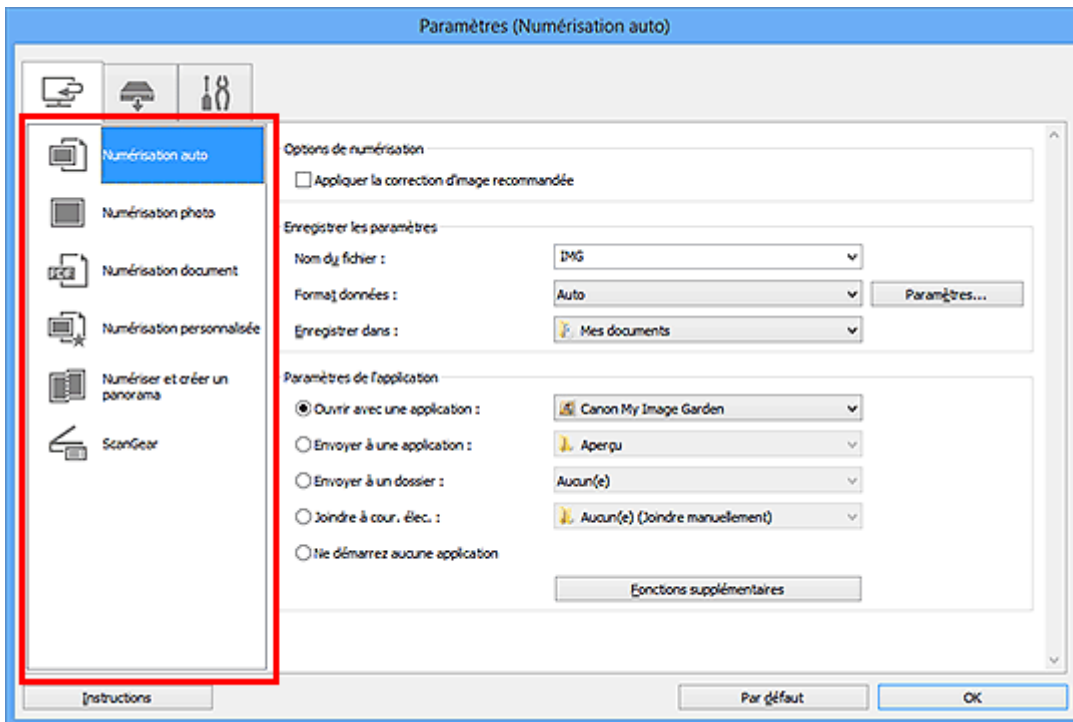 Paramètres (Numérisation auto)
Numérisation auto
Numérisation photo
Numérisation document
Numérisation personnalisée
Numériser et créer un
panorama
ScanGear
Options de numérisation
Appliquer la correction d'image recommandée
Enregistrer les paramètres
Nom du fichier : IMG
Format données : Auto Paramètres...
Enregistrer dans : Mes documents
Paramètres de l'application
Ouvrir avec une application : Canon My Image Garden
Envoyer à une application : Aperçu
Envoyer à un dossier : Aucun(e)
Joindre à cour. élec. : Aucun(e) (Joindre manuellement)
Ne démarrez aucune application
Fonctions supplémentaires
Instructions Par défaut OK